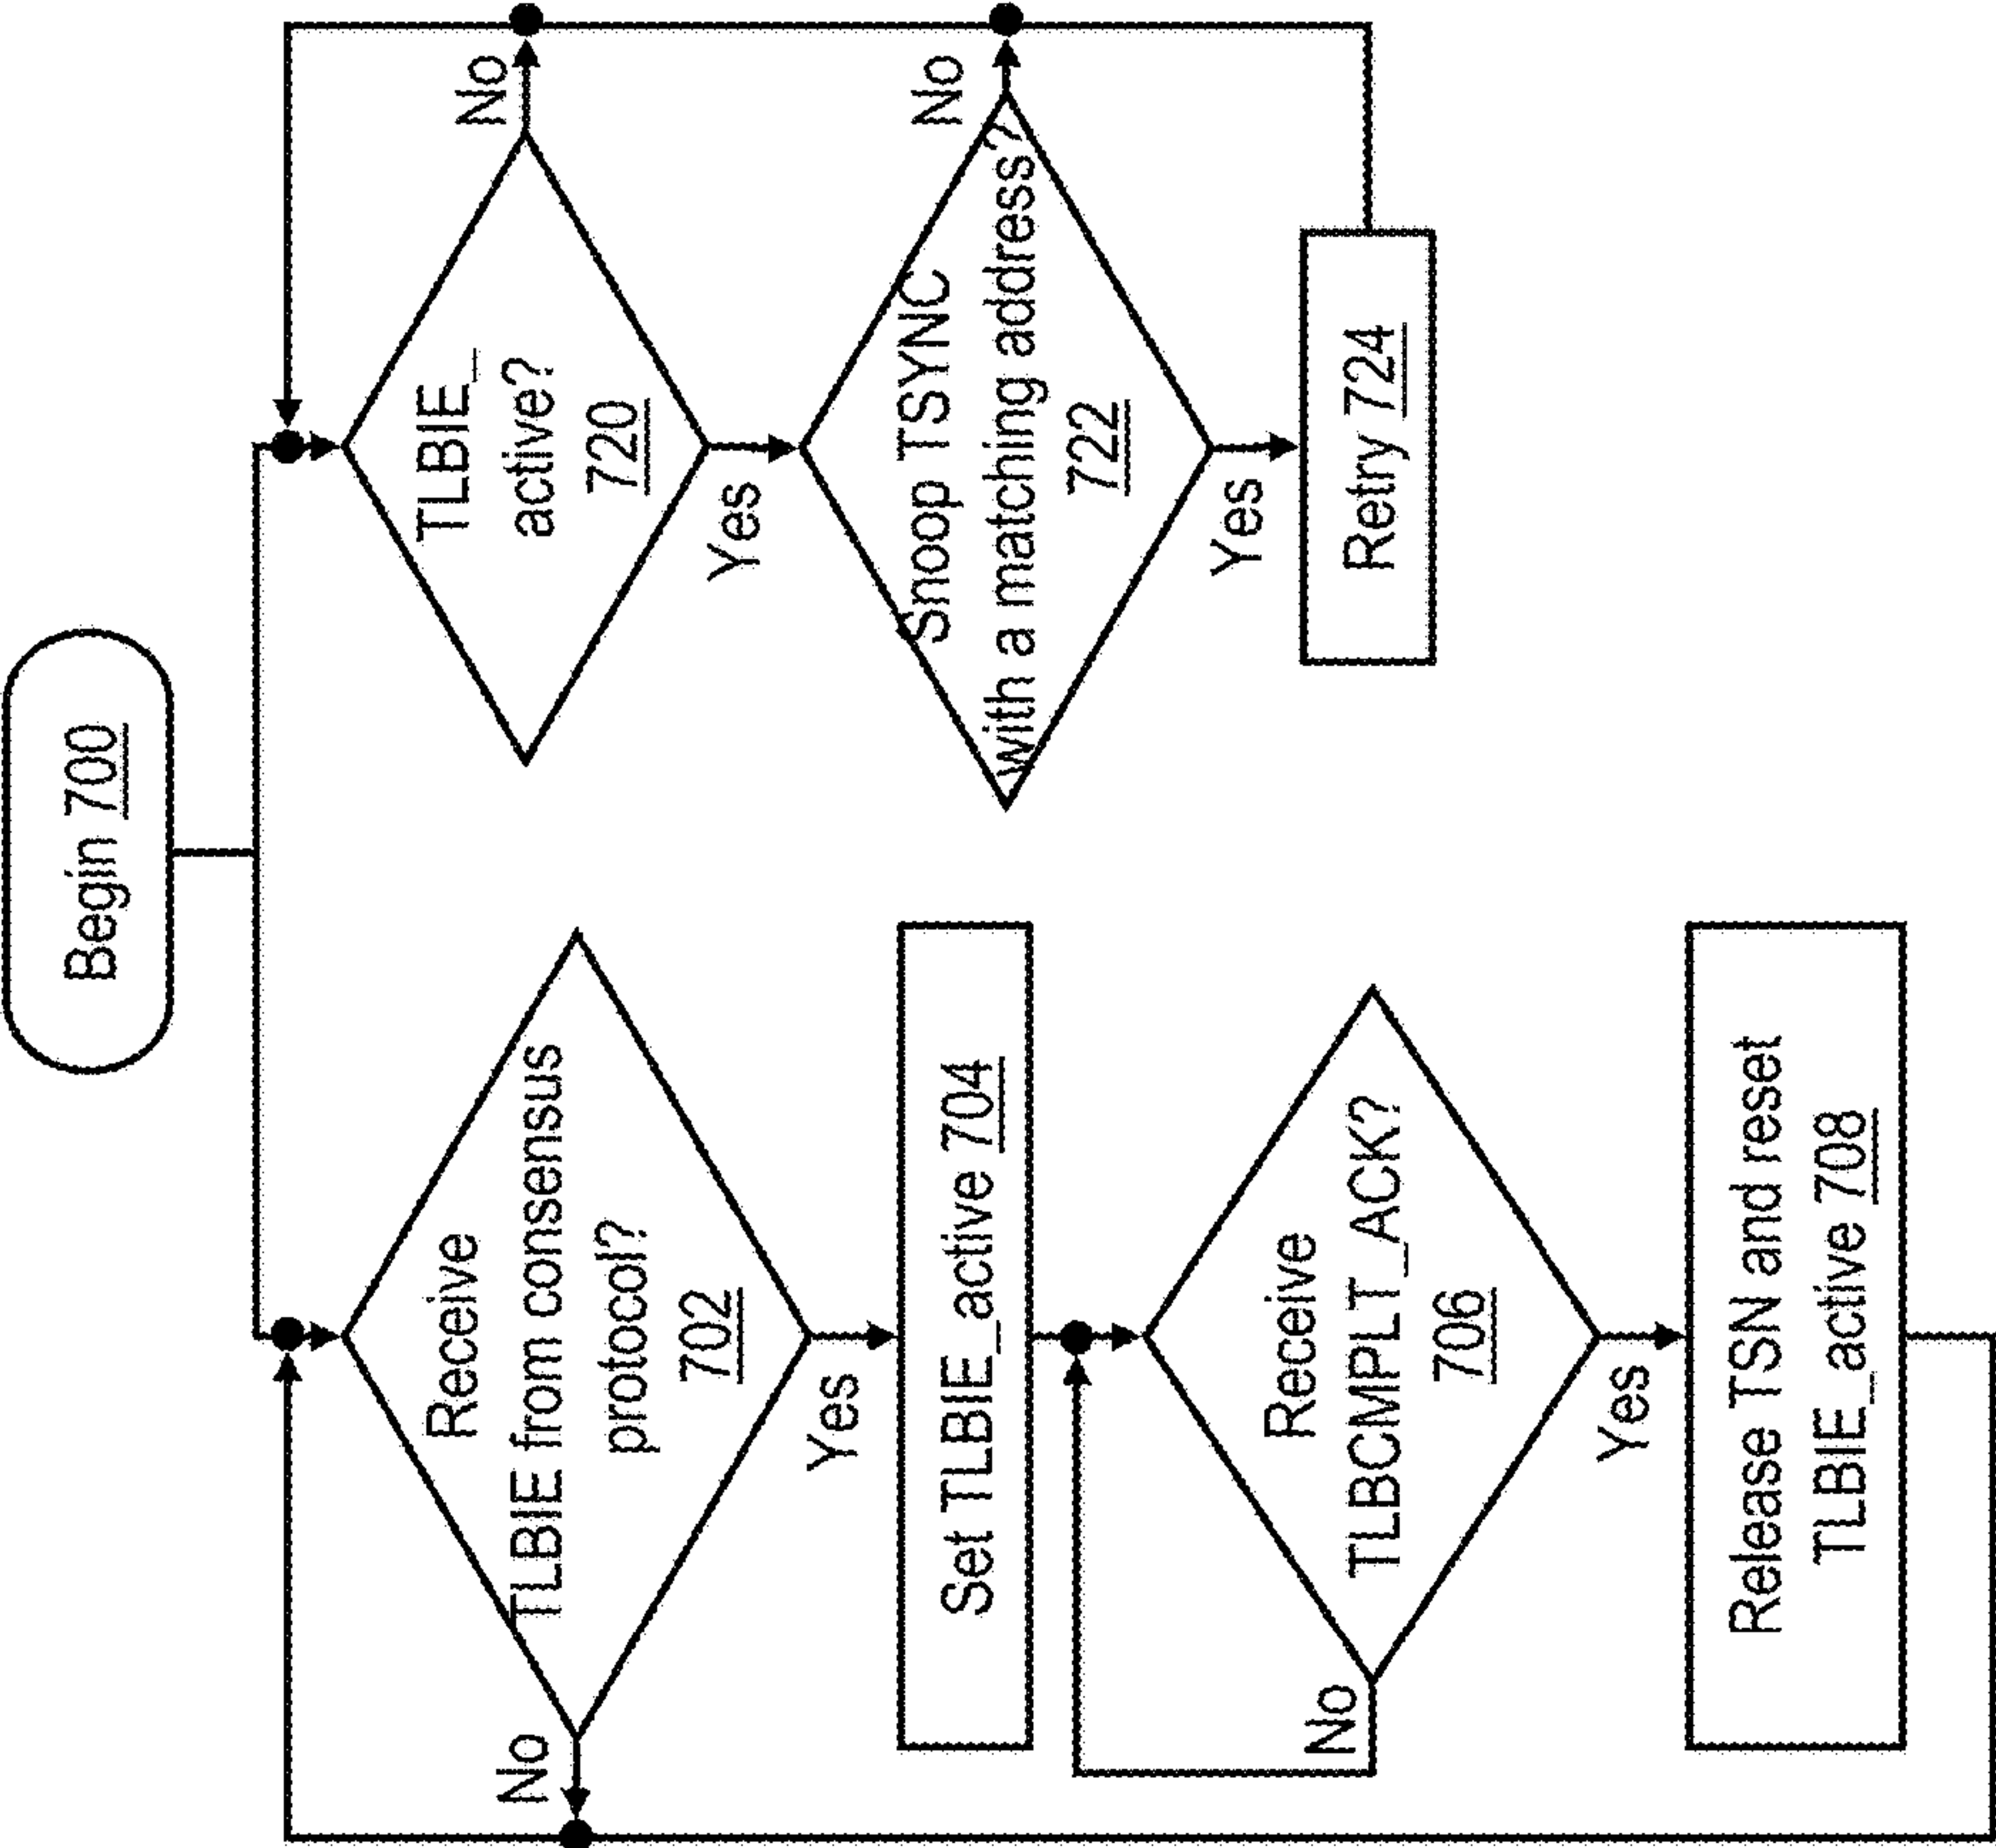 Begin 700
Receive
TLBIE from consensus
protocol?
702
No
Yes
Set TLBIE_active 704
Receive
TLBCMPLT_ACK?
706
No
Yes
Release TSN and reset
TLBIE_active 708
TLBIE_
active?
720
No
Yes
Snoop TSYNC
with a matching address?
722
No
Yes
Retry 724